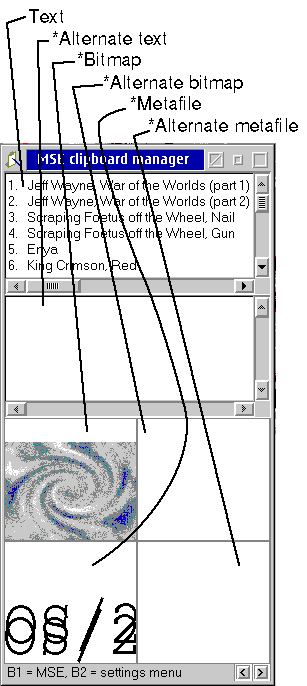 Text
*Alternate text
*Bitmap
*Alternate bitmap
*Metafile
*Alternate metafile
MSE clipboard manager
1. Jeff Wayne, War of the Worlds (part 1)
2. Jeff Wayne, War of the Worlds (part 2)
3. Scraping Foetus off the Wheel, Nail
4. Scraping Foetus off the Wheel, Gun
5. Enya
6. King Crimson, Red
OS/2
B1 = MSE, B2 = settings menu